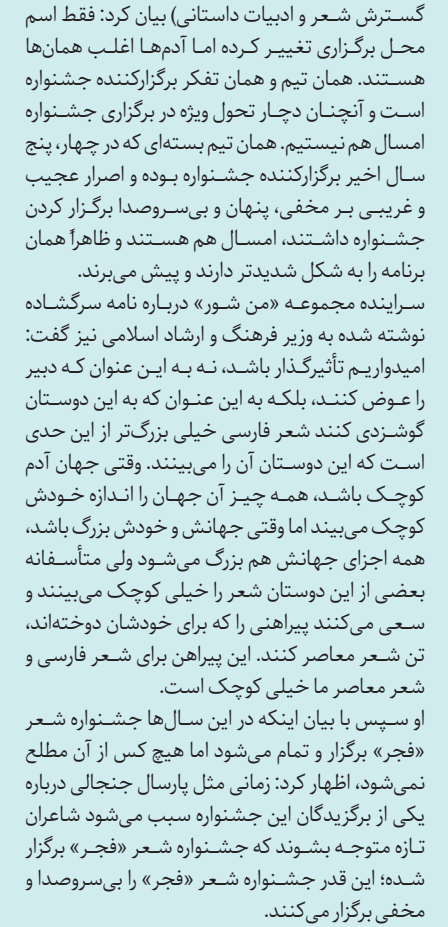 گسترش شعر و ادبیات داستانی) بیان کرد: فقط اسم
محل برگزاری تغییر کرده اما آدم‌ها اغلب همان‌ها
هستند. همان تیم و همان تفکر برگزارکننده جشنواره
است و آنچنان دچار تحول ویژه در برگزاری جشنواره
امسال هم نیستیم. همان تیم بسته‌ای که در چهار، پنج
سال اخیر برگزارکننده جشنواره بوده و اصرار عجیب
و غریبی بر مخفی، پنهان و بی‌سروصدا برگزار کردن
جشنواره داشتند، امسال هم هستند و ظاهراً همان
برنامه را به شکل شدیدتر دارند و پیش می‌برند.
سراینده مجموعه «من شور» درباره نامه سرگشاده
نوشته شده به وزیر فرهنگ و ارشاد اسلامی نیز گفت:
امیدواریم تأثیرگذار باشد، نه به این عنوان که دبیر
را عوض کنند، بلکه به این عنوان که به این دوستان
گوشزدی کنند شعر فارسی خیلی بزرگ‌تر از این حدی
است که این دوستان آن را می‌بینند. وقتی جهان آدم
کوچک باشد، همه چیز آن جهان را اندازه خودش
کوچک می‌بیند اما وقتی جهانش و خودش بزرگ باشد،
همه اجزای جهانش هم بزرگ می‌شود ولی متأسفانه
بعضی از این دوستان شعر را خیلی کوچک می‌بینند و
سعی می‌کنند پیراهنی را که برای خودشان دوخته‌اند،
تن شعر معاصر کنند. این پیراهن برای شعر فارسی و
شعر معاصر ما خیلی کوچک است.
او سپس با بیان اینکه در این سال‌ها جشنواره شعر
«فجر» برگزار و تمام می‌شود اما هیچ کس از آن مطلع
نمی‌شود، اظهار کرد: زمانی مثل پارسال جنجالی درباره
یکی از برگزیدگان این جشنواره سبب می‌شود شاعران
تازه متوجه بشوند که جشنواره شعر «فجر» برگزار
شده؛ این قدر جشنواره شعر «فجر» را بی‌سروصدا و
مخفی برگزار می‌کنند.